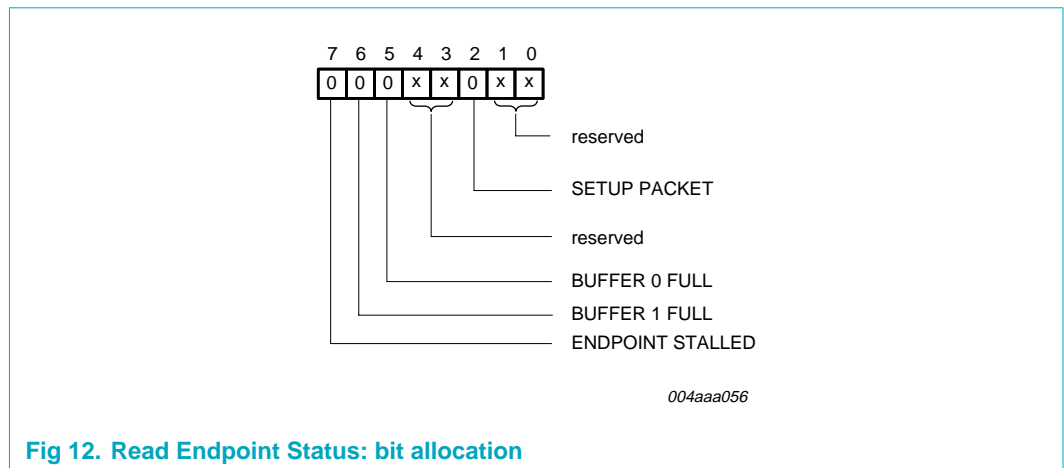 7 6 5 4 3 2 1 0
0 0 0 x x 0 x x
reserved
SETUP PACKET
reserved
BUFFER 0 FULL
BUFFER 1 FULL
ENDPOINT STALLED
004aaa056
Fig 12. Read Endpoint Status: bit allocation